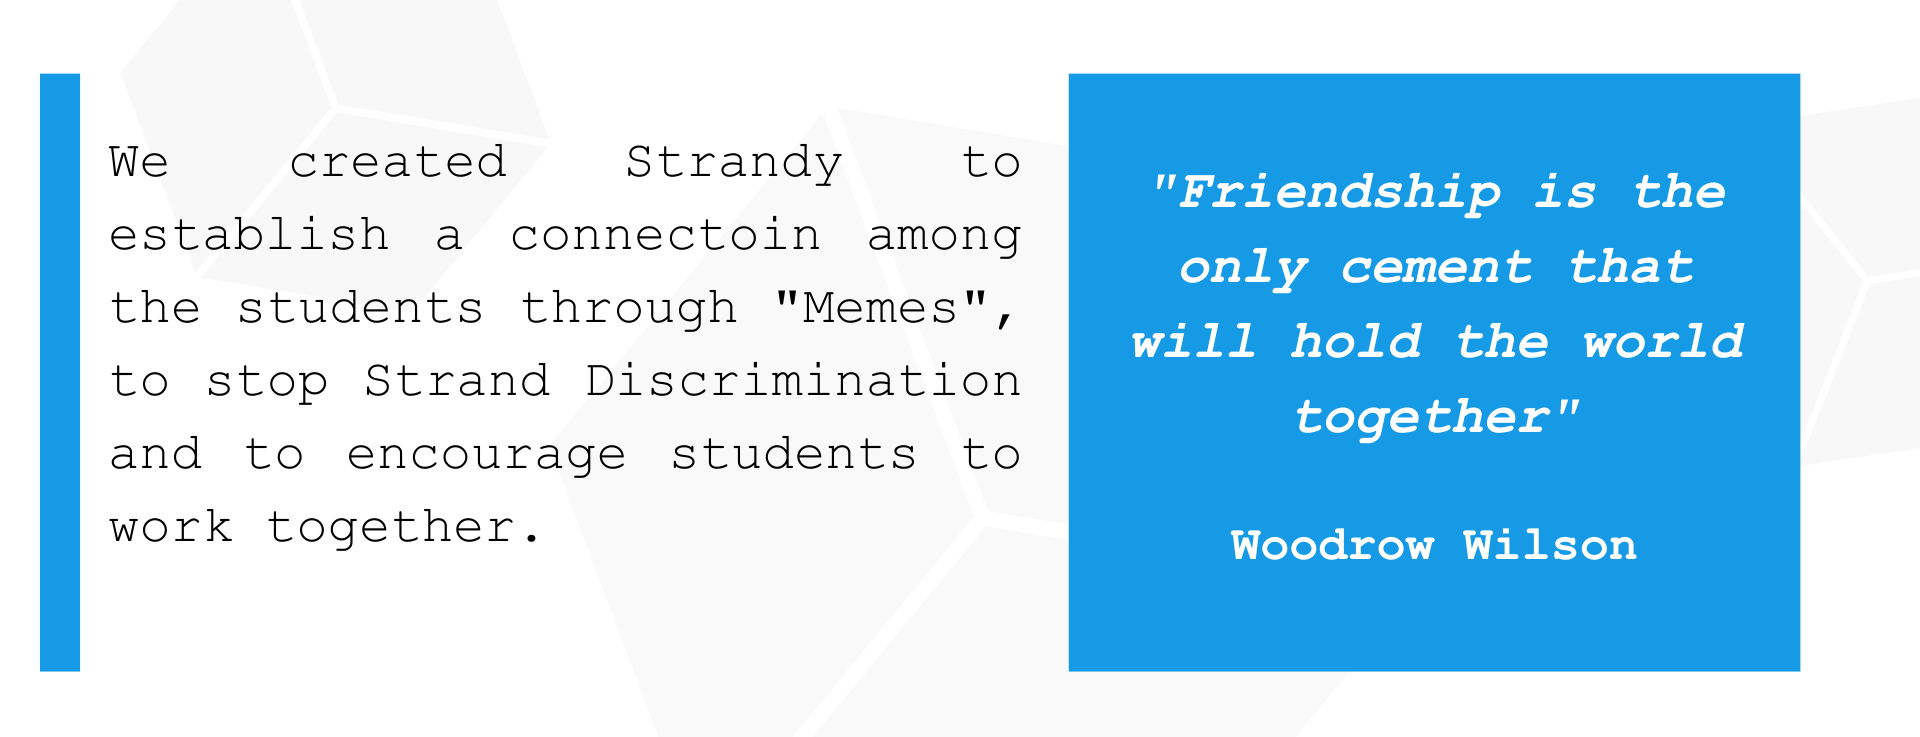 We created Strandy to
establish a connectoin among
the students through "Memes",
to stop Strand Discrimination
and to encourage students to
work together.
"Friendship is the
only cement that
will hold the world
together"
Woodrow Wilson